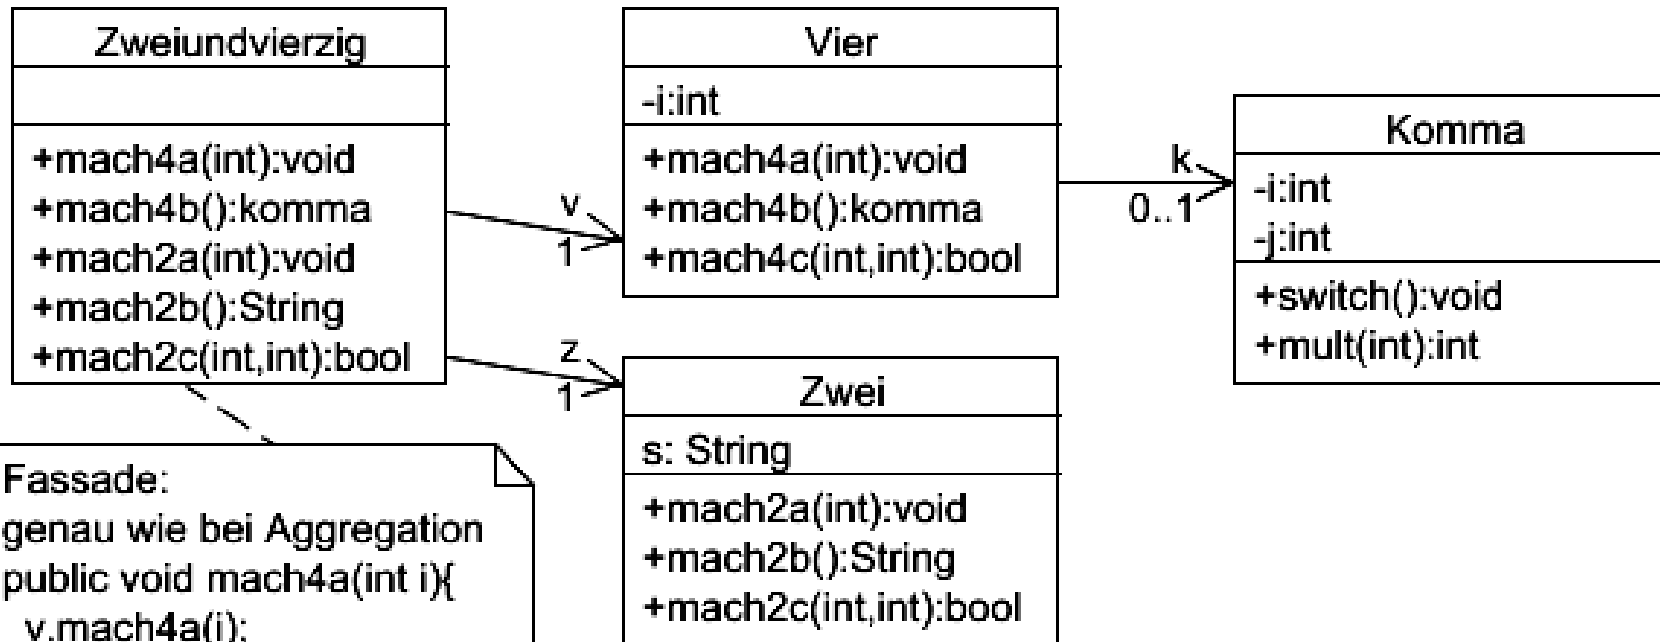 Zweiundvierzig
+mach4a(int):void
+mach4b():komma
+mach2a(int):void
+mach2b():String
+mach2c(int,int):bool
v
1
z
1
Vier
-i:int
+mach4a(int):void
+mach4b():komma
+mach4c(int,int):bool
k
0..1
Komma
-i:int
-j:int
+switch():void
+mult(int):int
Zwei
s: String
+mach2a(int):void
+mach2b():String
+mach2c(int,int):bool
Fassade:
genau wie bei Aggregation
public void mach4a(int i){
v.mach4a(i);